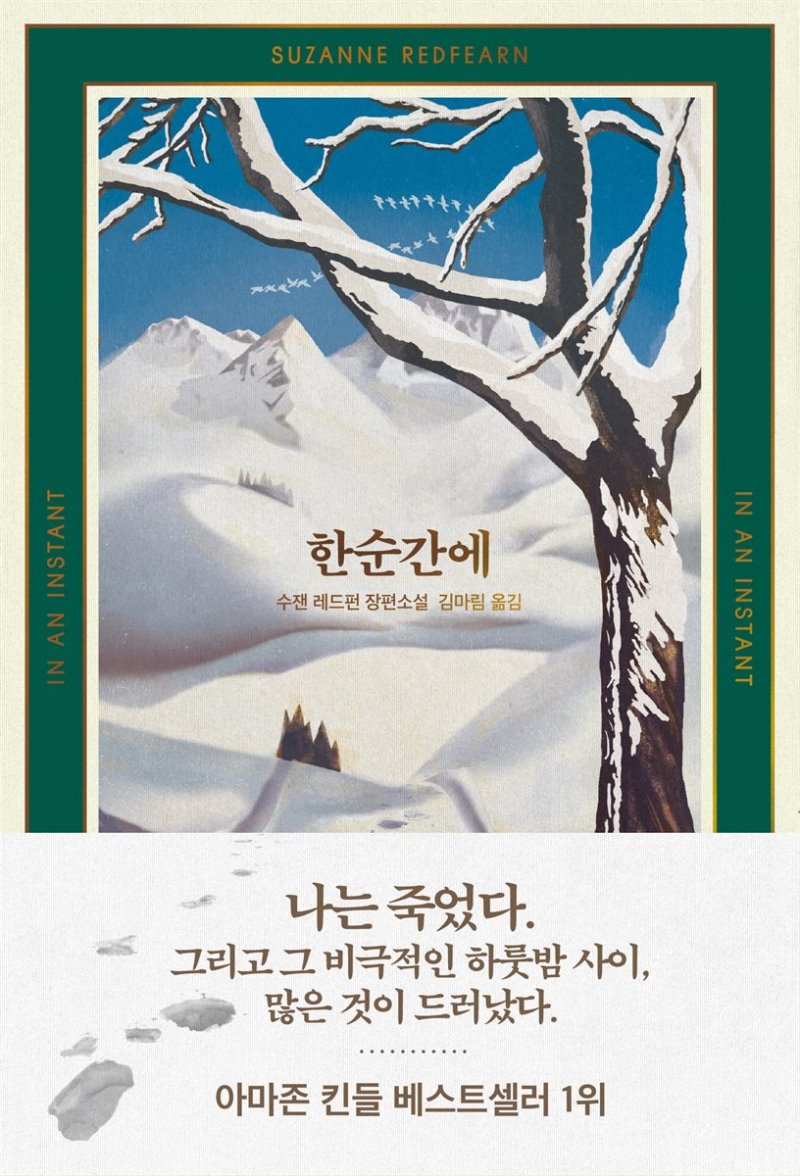 SUZANNE REDFEARN
IN AN INSTANT
IN AN INSTANT
한순간에
수잰 레드펀 장편소설 김마림 옮김
나는 죽었다.
그리고 그 비극적인 하룻밤 사이,
많은 것이 드러났다.
아마존 킨들 베스트셀러 1위